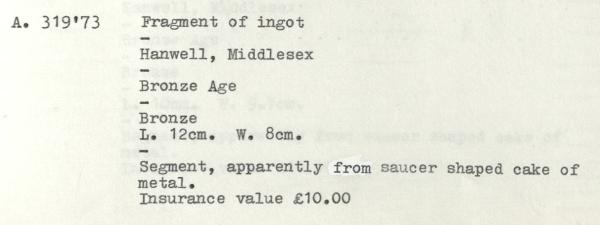 A. 319'73 Fragment of ingot
-
Hanwell, Middlesex
-
Bronze Age
-
Bronze
L. 12cm. W. 8cm.
-
Segment, apparently from saucer shaped cake of
metal.
Insurance value £10.00